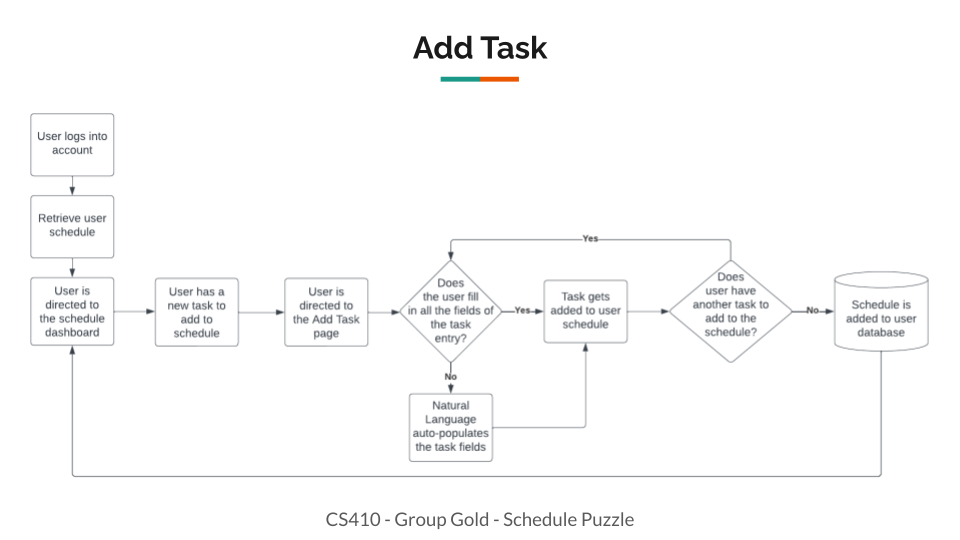 Add Task
User logs into
account
Retrieve user
schedule
User is
directed to
the schedule
dashboard
User has a
new task to
add to
schedule
User is
directed to
the Add Task
page
Does
the user fill
in all the fields of
the task
entry?
Yes
No
Natural
Language
auto-populates
the task fields
Task gets
added to user
schedule
Yes
Does
user have
another task to
add to the
schedule?
No
Schedule is
added to user
database
CS410 - Group Gold - Schedule Puzzle